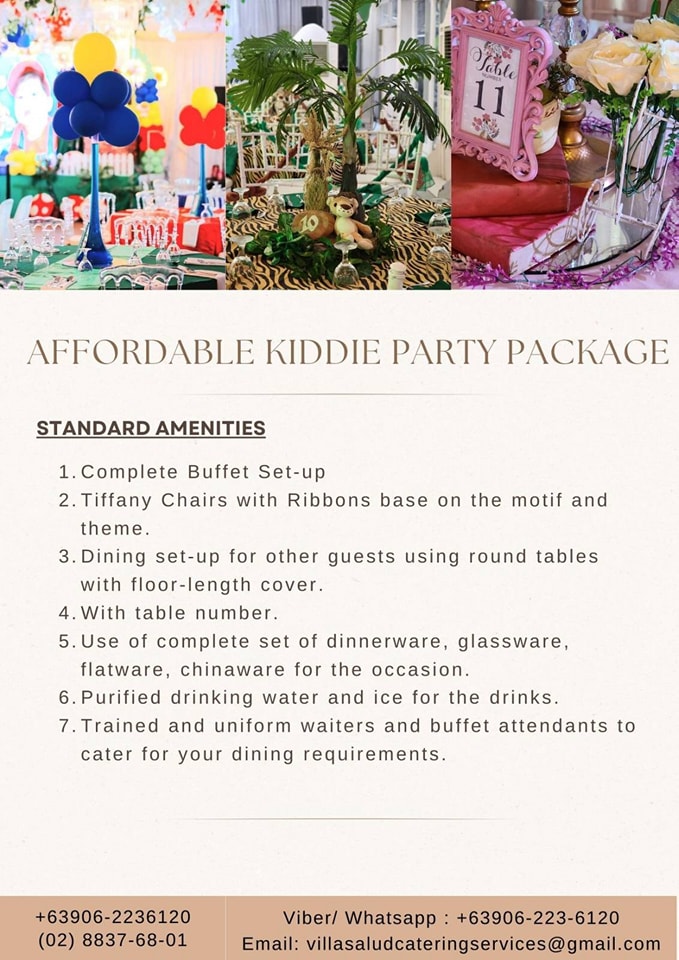 Table
NUMBER
11
10
AFFORDABLE KIDDIE PARTY PACKAGE
STANDARD AMENITIES
1. Complete Buffet Set-up
2. Tiffany Chairs with Ribbons base on the motif and
theme.
3. Dining set-up for other guests using round tables
with floor-length cover.
4. With table number.
5. Use of complete set of dinnerware, glassware,
flatware, chinaware for the occasion.
6. Purified drinking water and ice for the drinks.
7. Trained and uniform waiters and buffet attendants to
cater for your dining requirements.
+63906-2236120
(02) 8837-68-01
Viber/ Whatsapp : +63906-223-6120
Email: villasaludcateringservices@gmail.com